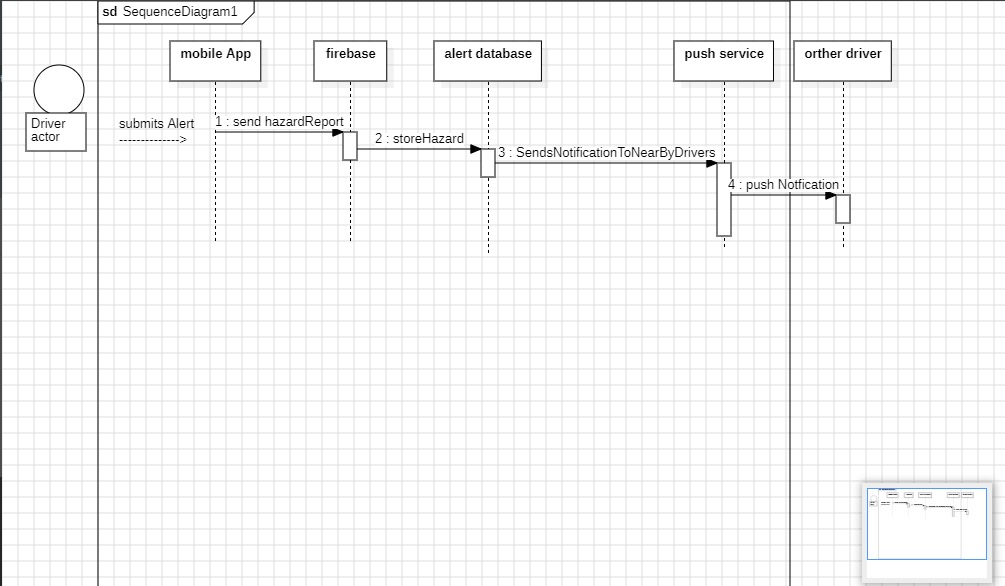 sd SequenceDiagram1
mobile App
firebase
alert database
push service
orther driver
Driver
actor
submits Alert
-------------->
1 : send hazardReport
2 : storeHazard
3 : SendsNotificationToNearByDrivers
4 : push Notfication